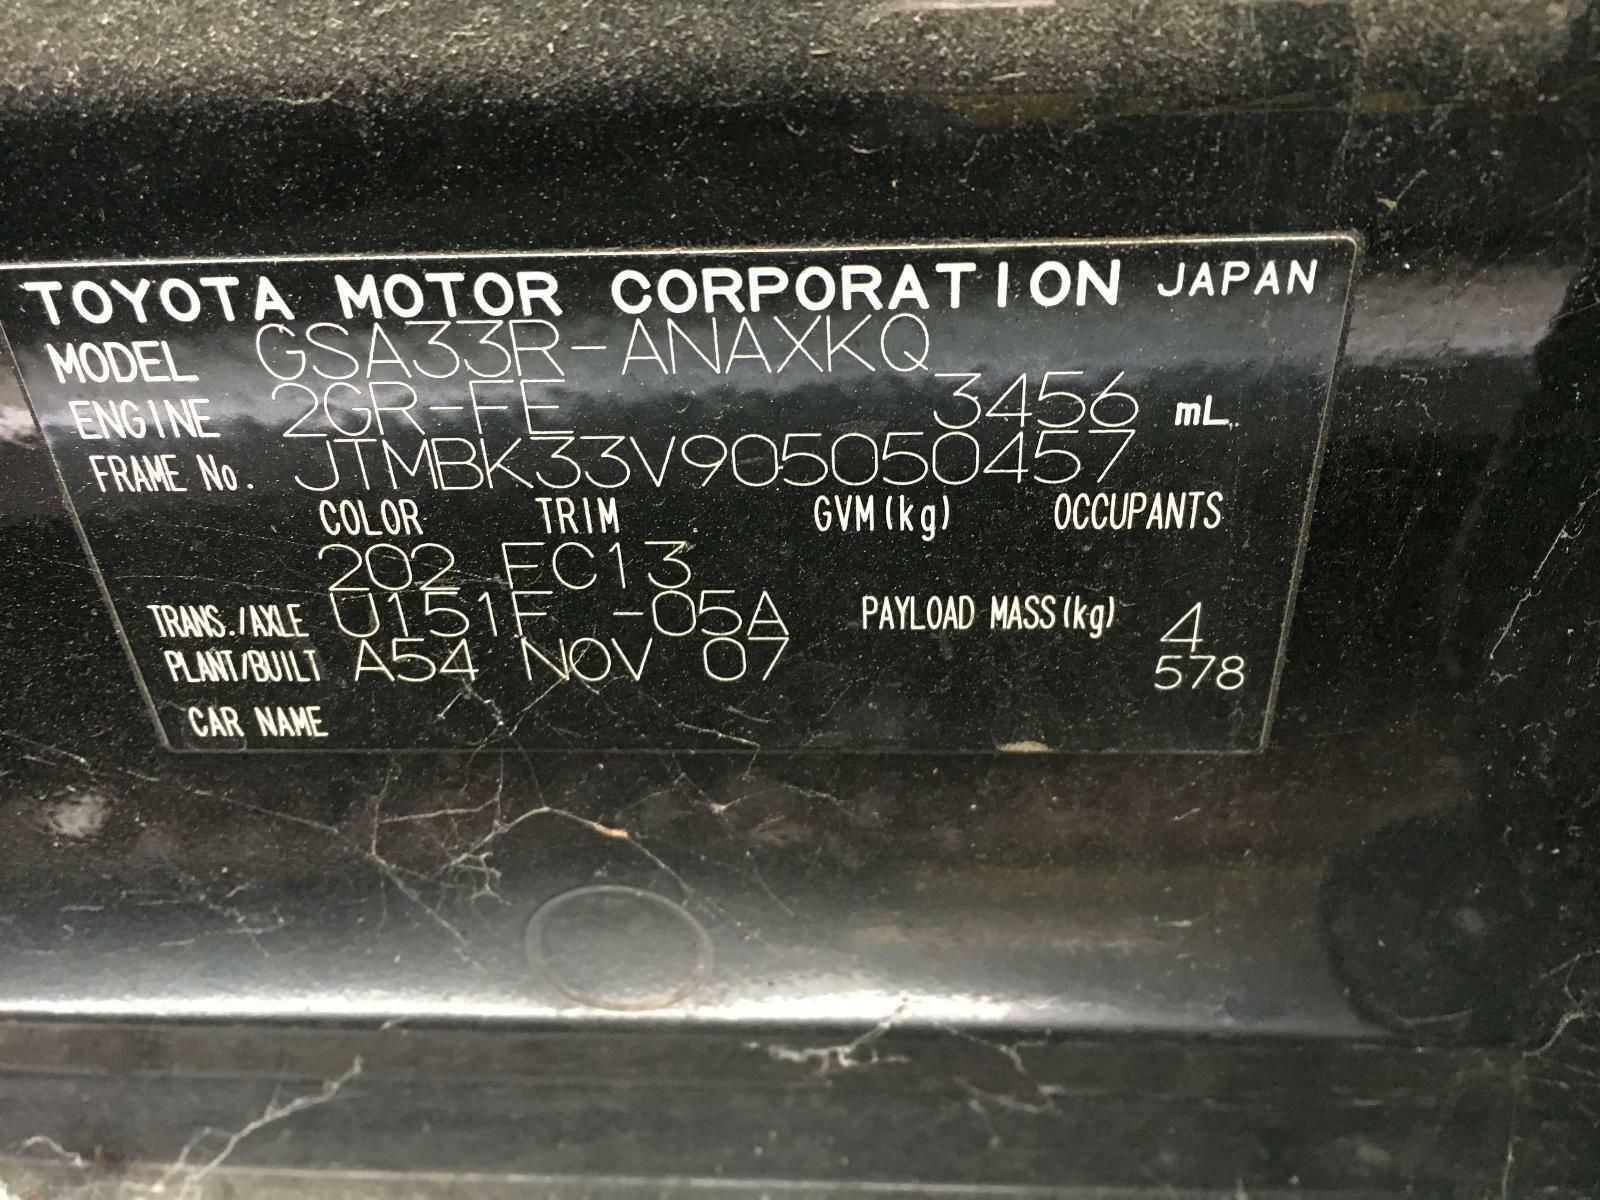 TOYOTA MOTOR CORPORATION JAPAN
MODEL GSA33R-ANAXKQ
ENGINE 2GR-FE 3456 mL
FRAME No. JTMBK33V905050457
COLOR TRIM GVM(kg) OCCUPANTS
202 FC13
TRANS./AXLE U151F -05A PAYLOAD MASS(kg) 4
PLANT/BUILT A54 NOV 07 578
CAR NAME